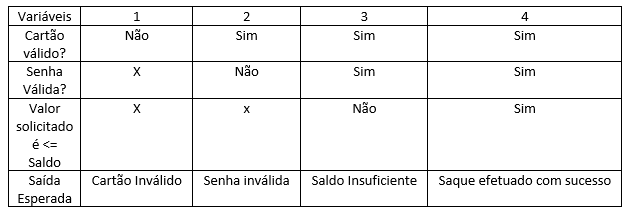 Variáveis 1 2 3 4
Cartão Não Sim Sim Sim
válido?
Senha X Não Sim Sim
Válida?
Valor X x Não Sim
solicitado
é <=
Saldo
Saída Cartão Inválido Senha inválida Saldo Insuficiente Saque efetuado com sucesso
Esperada